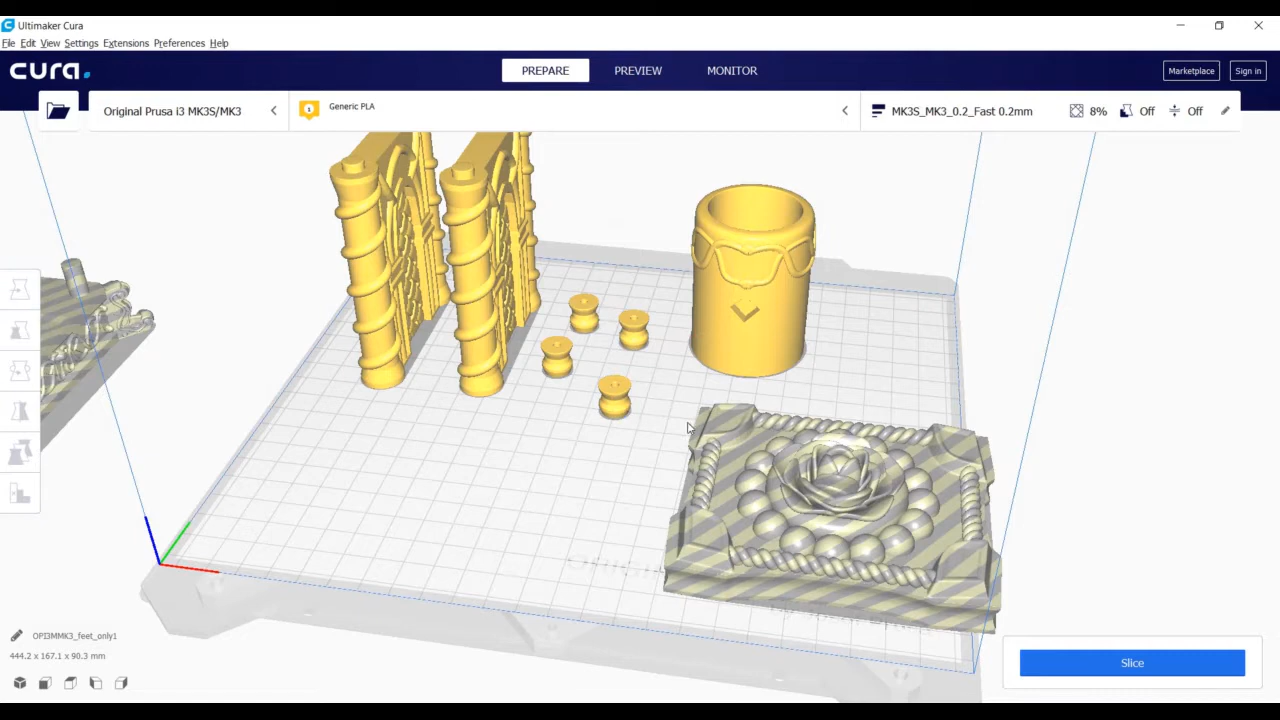 Ultimaker Cura
File Edit View Settings Extensions Preferences Help
cura.
PREPARE PREVIEW MONITOR
Marketplace Sign in
Original Prusa i3 MK3S/MK3
1 Generic PLA
MK3S_MK3_0.2_Fast 0.2mm 8% Off Off
OPI3MMK3_feet_only1
444.2 x 167.1 x 90.3 mm
Slice